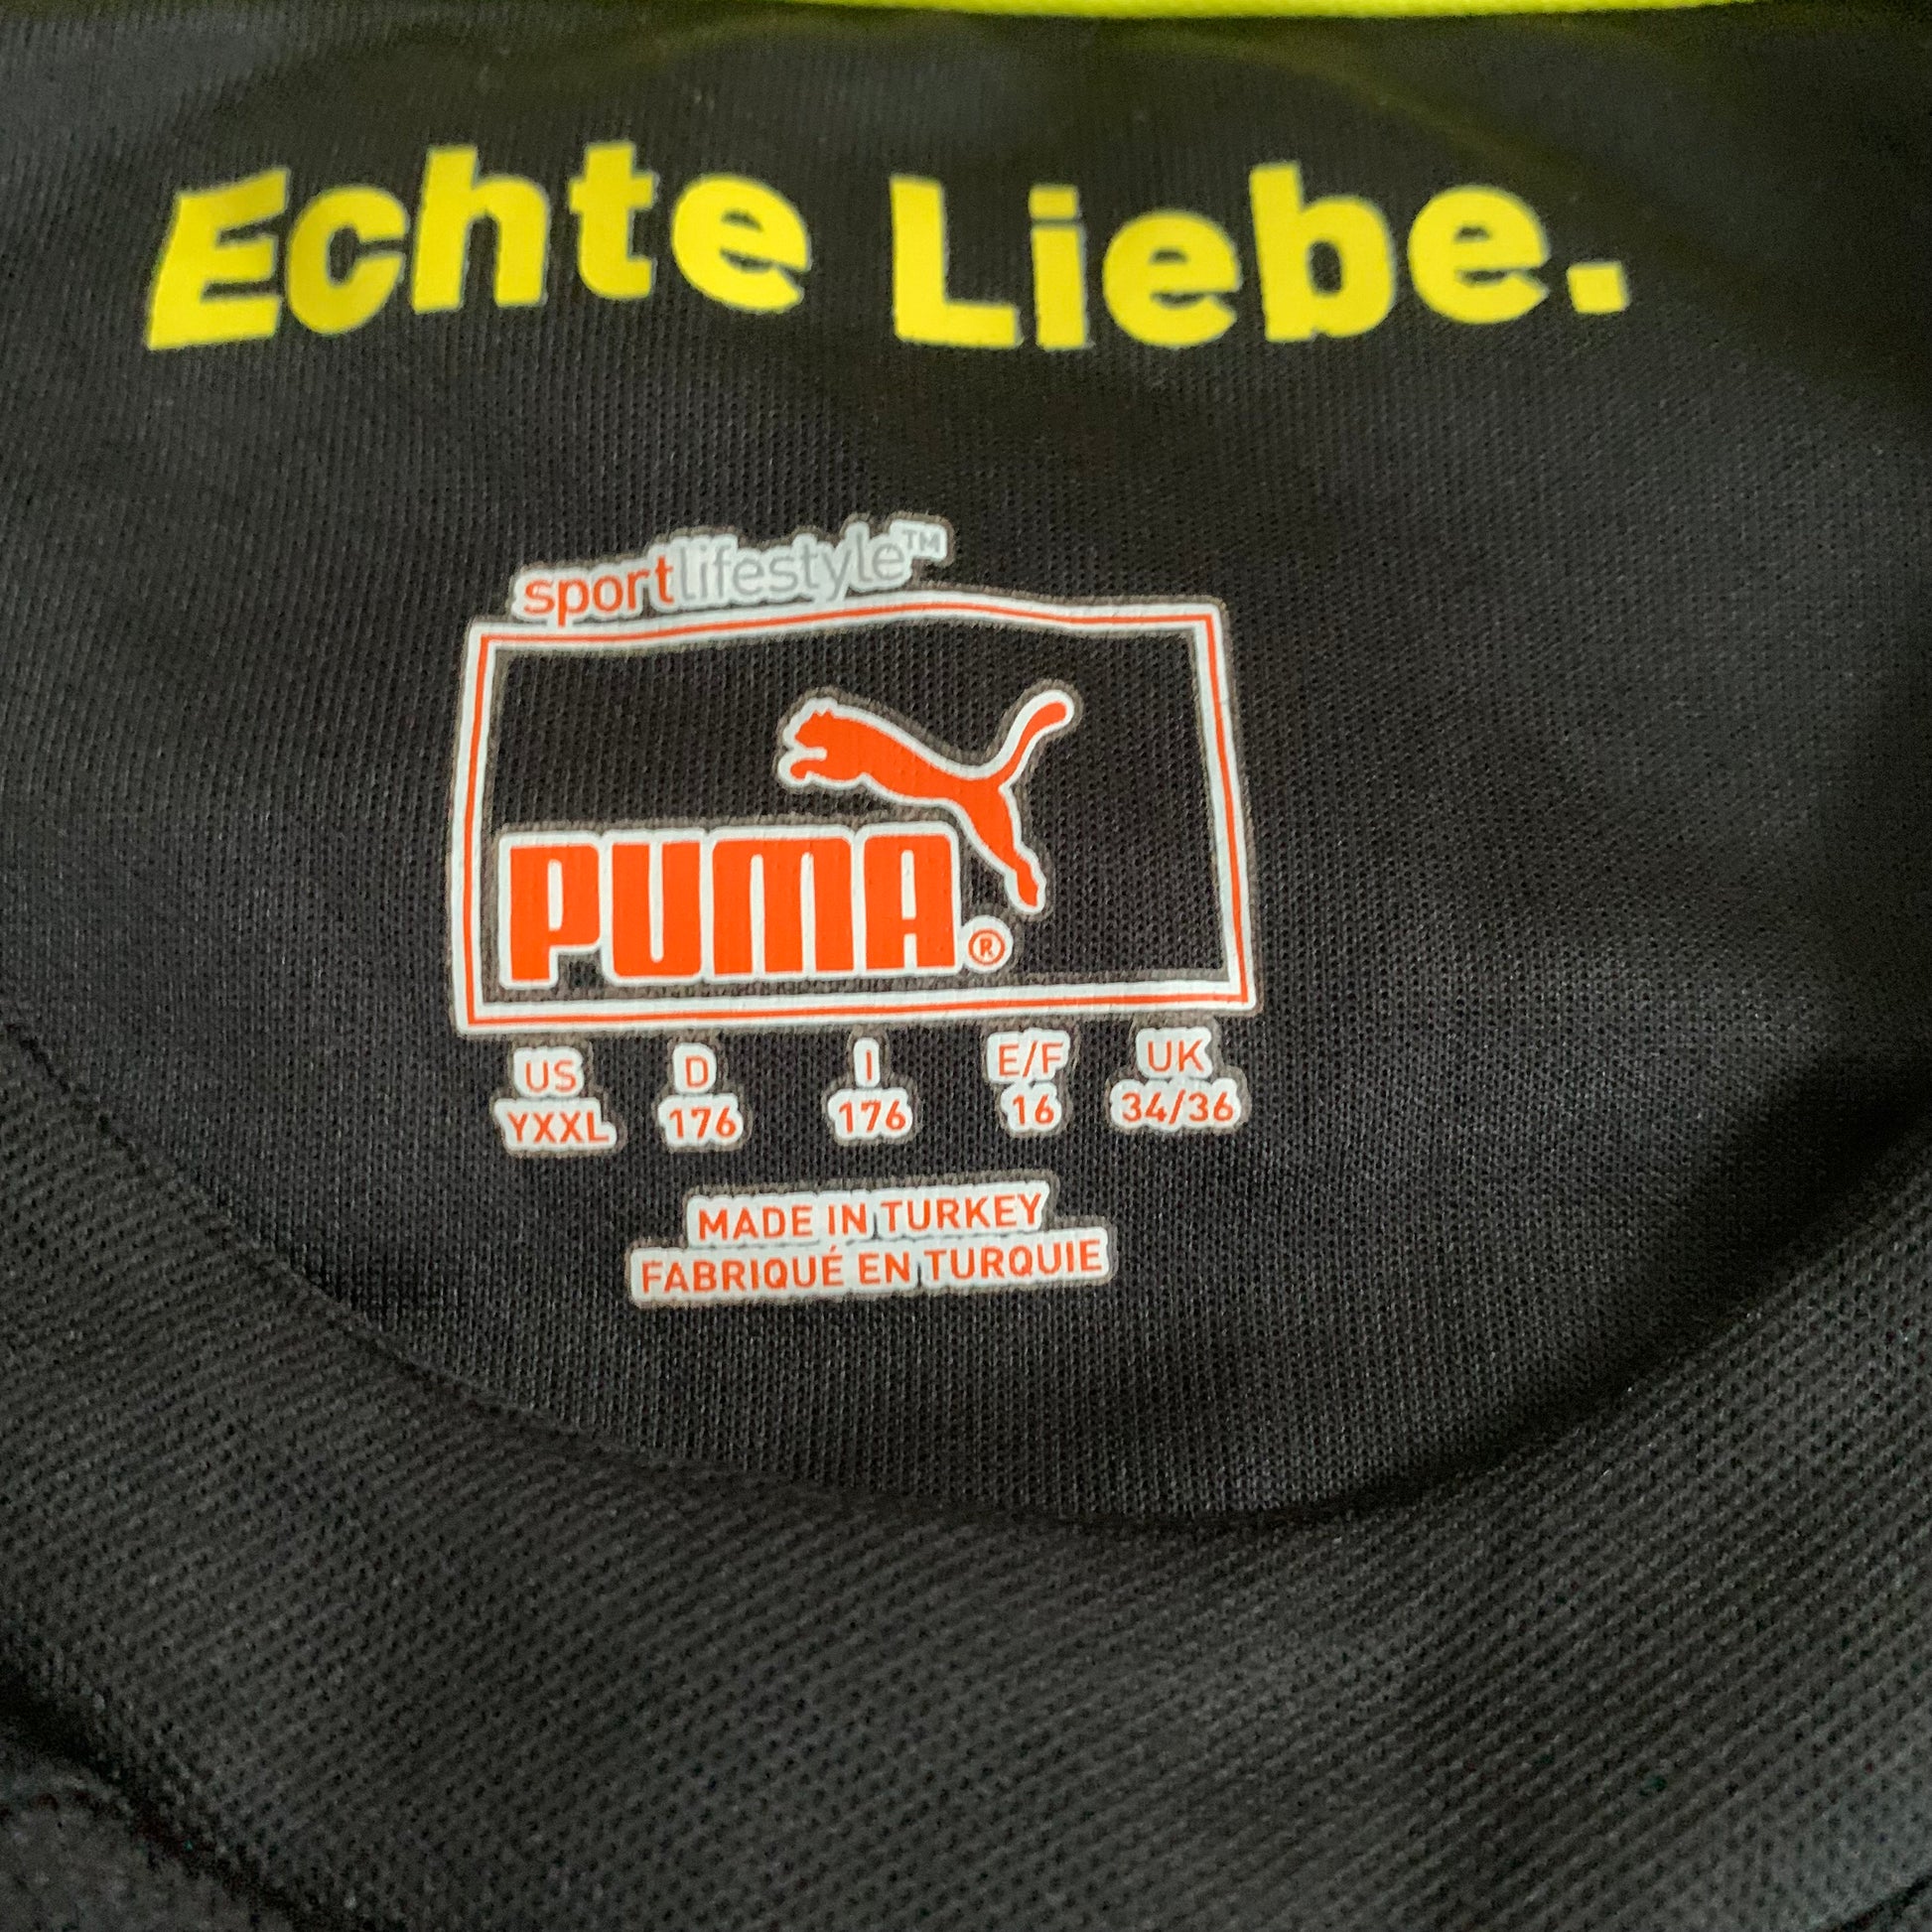 Echte Liebe.
sportlifestyle™
PUMA®
US D I E/F UK
YXXL 176 176 16 34/36
MADE IN TURKEY
FABRIQUÉ EN TURQUIE